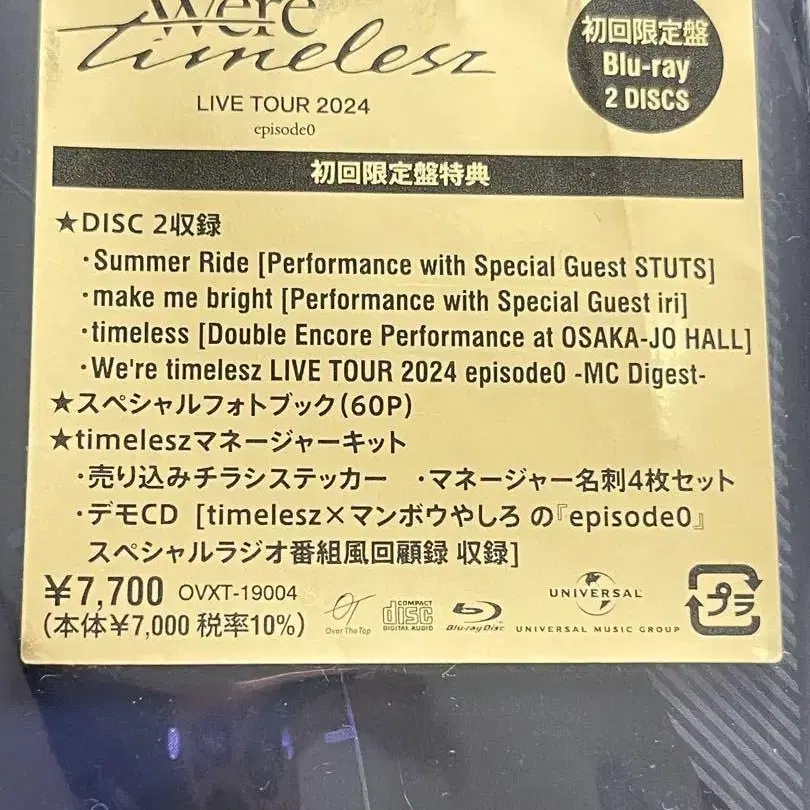 We're
timelesz
LIVE TOUR 2024
episode0
初回限定盤
Blu-ray
2 DISCS
初回限定盤特典
★DISC 2収録
・Summer Ride [Performance with Special Guest STUTS]
・make me bright [Performance with Special Guest iri]
・timeless [Double Encore Performance at OSAKA-JO HALL]
・We're timelesz LIVE TOUR 2024 episode0 -MC Digest-
★スペシャルフォトブック(60P)
★timeleszマネージャーキット
・売り込みチラシステッカー ・マネージャー名刺4枚セット
・デモCD [timelesz×マンボウやしろ の『episode0』
スペシャルラジオ番組風回顧録 収録]
¥7,700 OVXT-19004
(本体¥7,000 税率10%)
OT
Over The Top
COMPACT
disc
DIGITAL AUDIO
Blu-ray Disc
UNIVERSAL
UNIVERSAL MUSIC GROUP
プラ